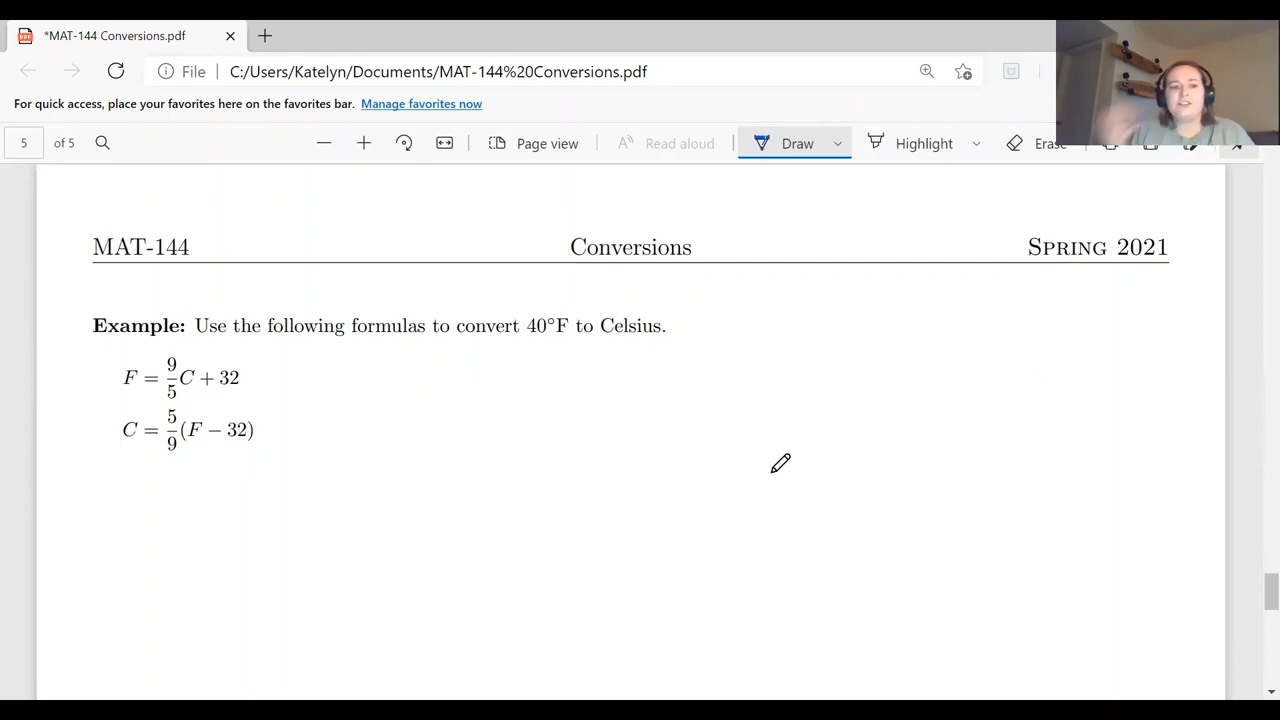 *MAT-144 Conversions.pdf
File C:/Users/Katelyn/Documents/MAT-144%20Conversions.pdf
For quick access, place your favorites here on the favorites bar. Manage favorites now
5 of 5 Page view Read aloud Draw Highlight Erase
MAT-144 Conversions SPRING 2021
Example: Use the following formulas to convert 40°F to Celsius.
F = 9/5 C + 32
C = 5/9 (F − 32)